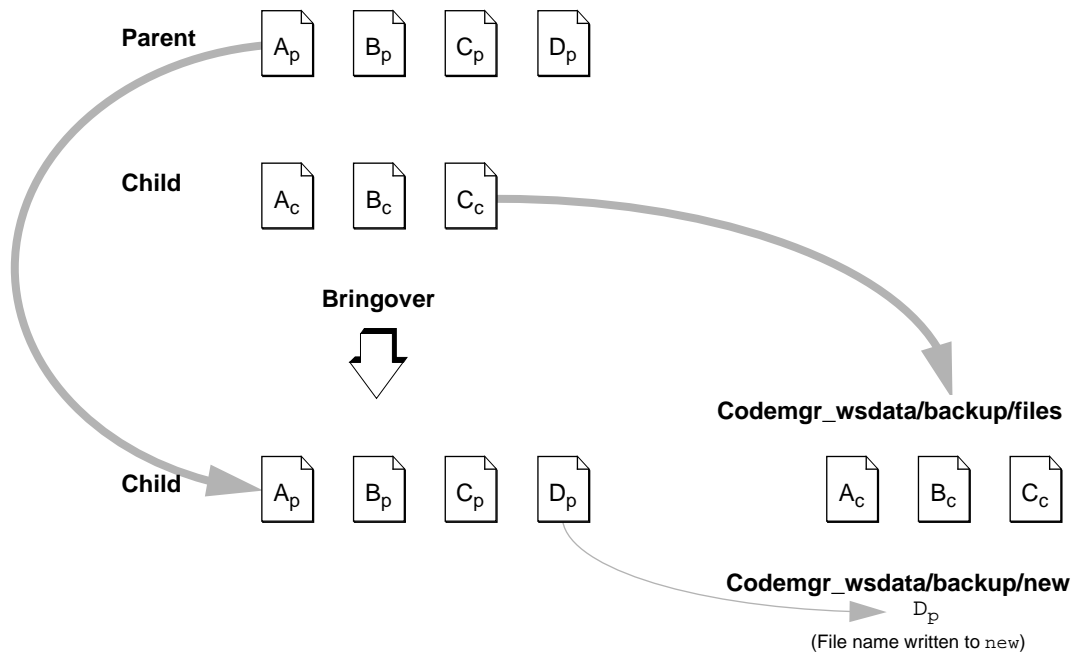 Parent Ap Bp Cp Dp
Child Ac Bc Cc
Bringover
Codemgr_wsdata/backup/files
Child Ap Bp Cp Dp Ac Bc Cc
Codemgr_wsdata/backup/new
Dp
(File name written to new)